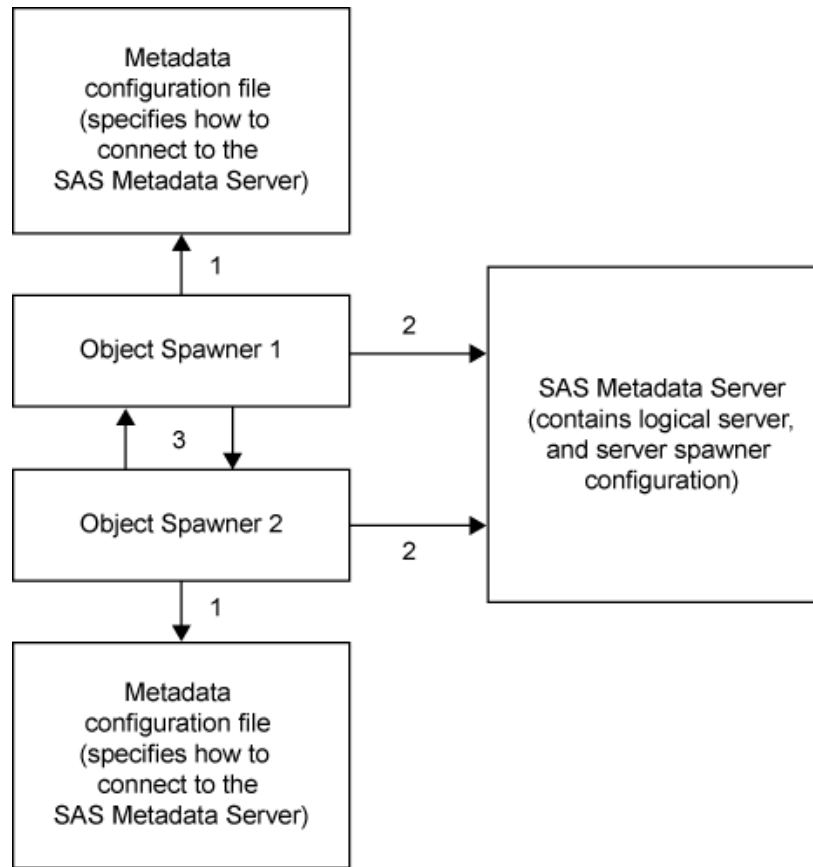 Metadata
configuration file
(specifies how to
connect to the
SAS Metadata Server)
1
Object Spawner 1
2
SAS Metadata Server
(contains logical server,
and server spawner
configuration)
3
Object Spawner 2
2
1
Metadata
configuration file
(specifies how to
connect to the
SAS Metadata Server)